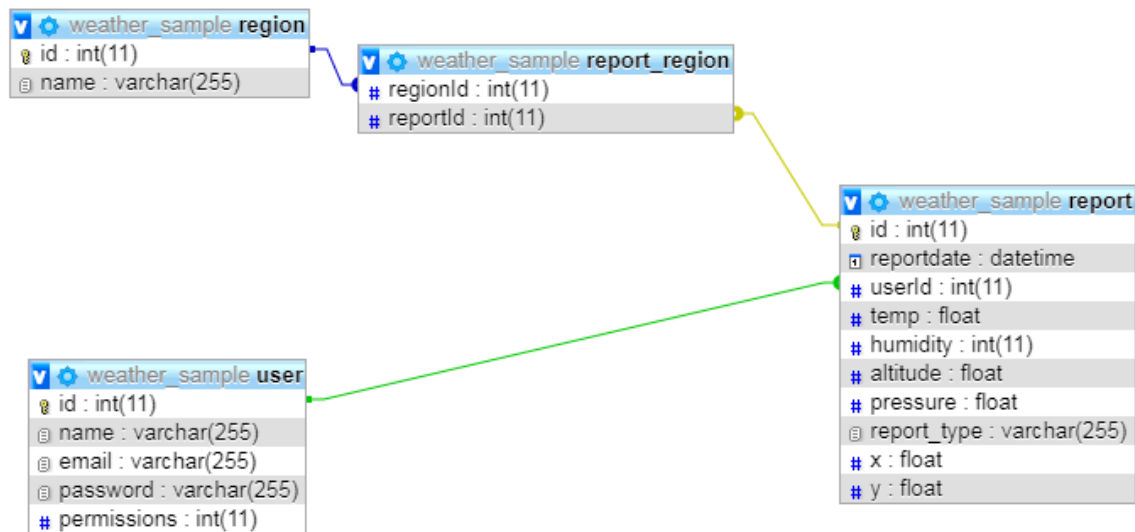 weather_sample region
id : int(11)
name : varchar(255)
weather_sample report_region
regionId : int(11)
reportId : int(11)
weather_sample report
id : int(11)
reportdate : datetime
userId : int(11)
temp : float
humidity : int(11)
altitude : float
pressure : float
report_type : varchar(255)
x : float
y : float
weather_sample user
id : int(11)
name : varchar(255)
email : varchar(255)
password : varchar(255)
permissions : int(11)